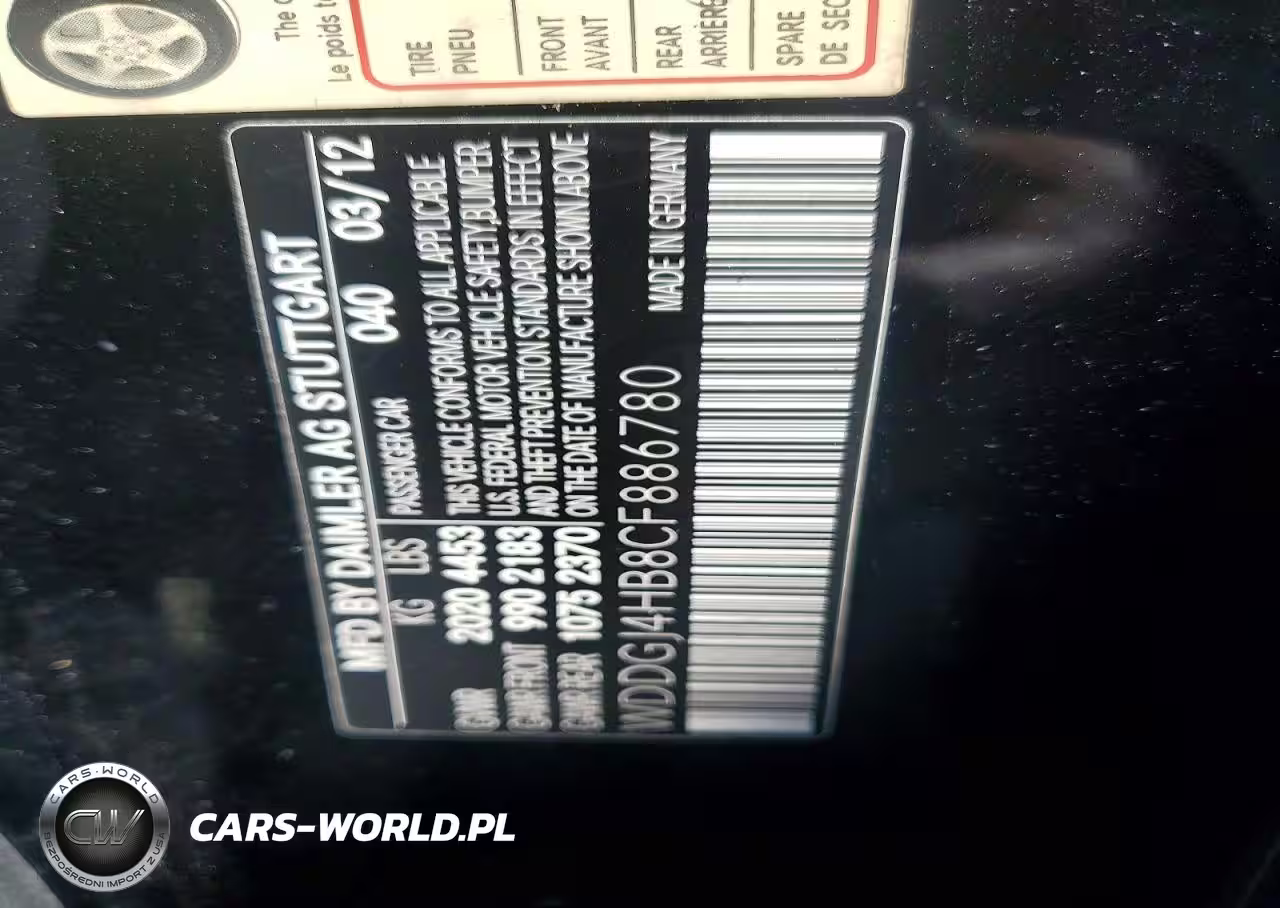 The
Le poids
TIRE
PNEU
FRONT
AVANT
REAR
ARRIÈRE
SPARE
DE
MFD BY DAIMLER AG STUTTGART
KG LBS
PASSENGER CAR
040 03/12
GVWR 2020 4453
GAWR FRONT 990 2183
GAWR REAR 1075 2370
THIS VEHICLE CONFORMS TO ALL APPLICABLE
U.S. FEDERAL MOTOR VEHICLE SAFETY,BUMPER
AND THEFT PREVENTION STANDARDS IN EFFECT
ON THE DATE OF MANUFACTURE SHOWN ABOVE
WDDGJ4HB8CF886780
MADE IN GERMANY
CARS-WORLD
CW
BEZPOŚREDNI IMPORT Z USA
CARS-WORLD.PL